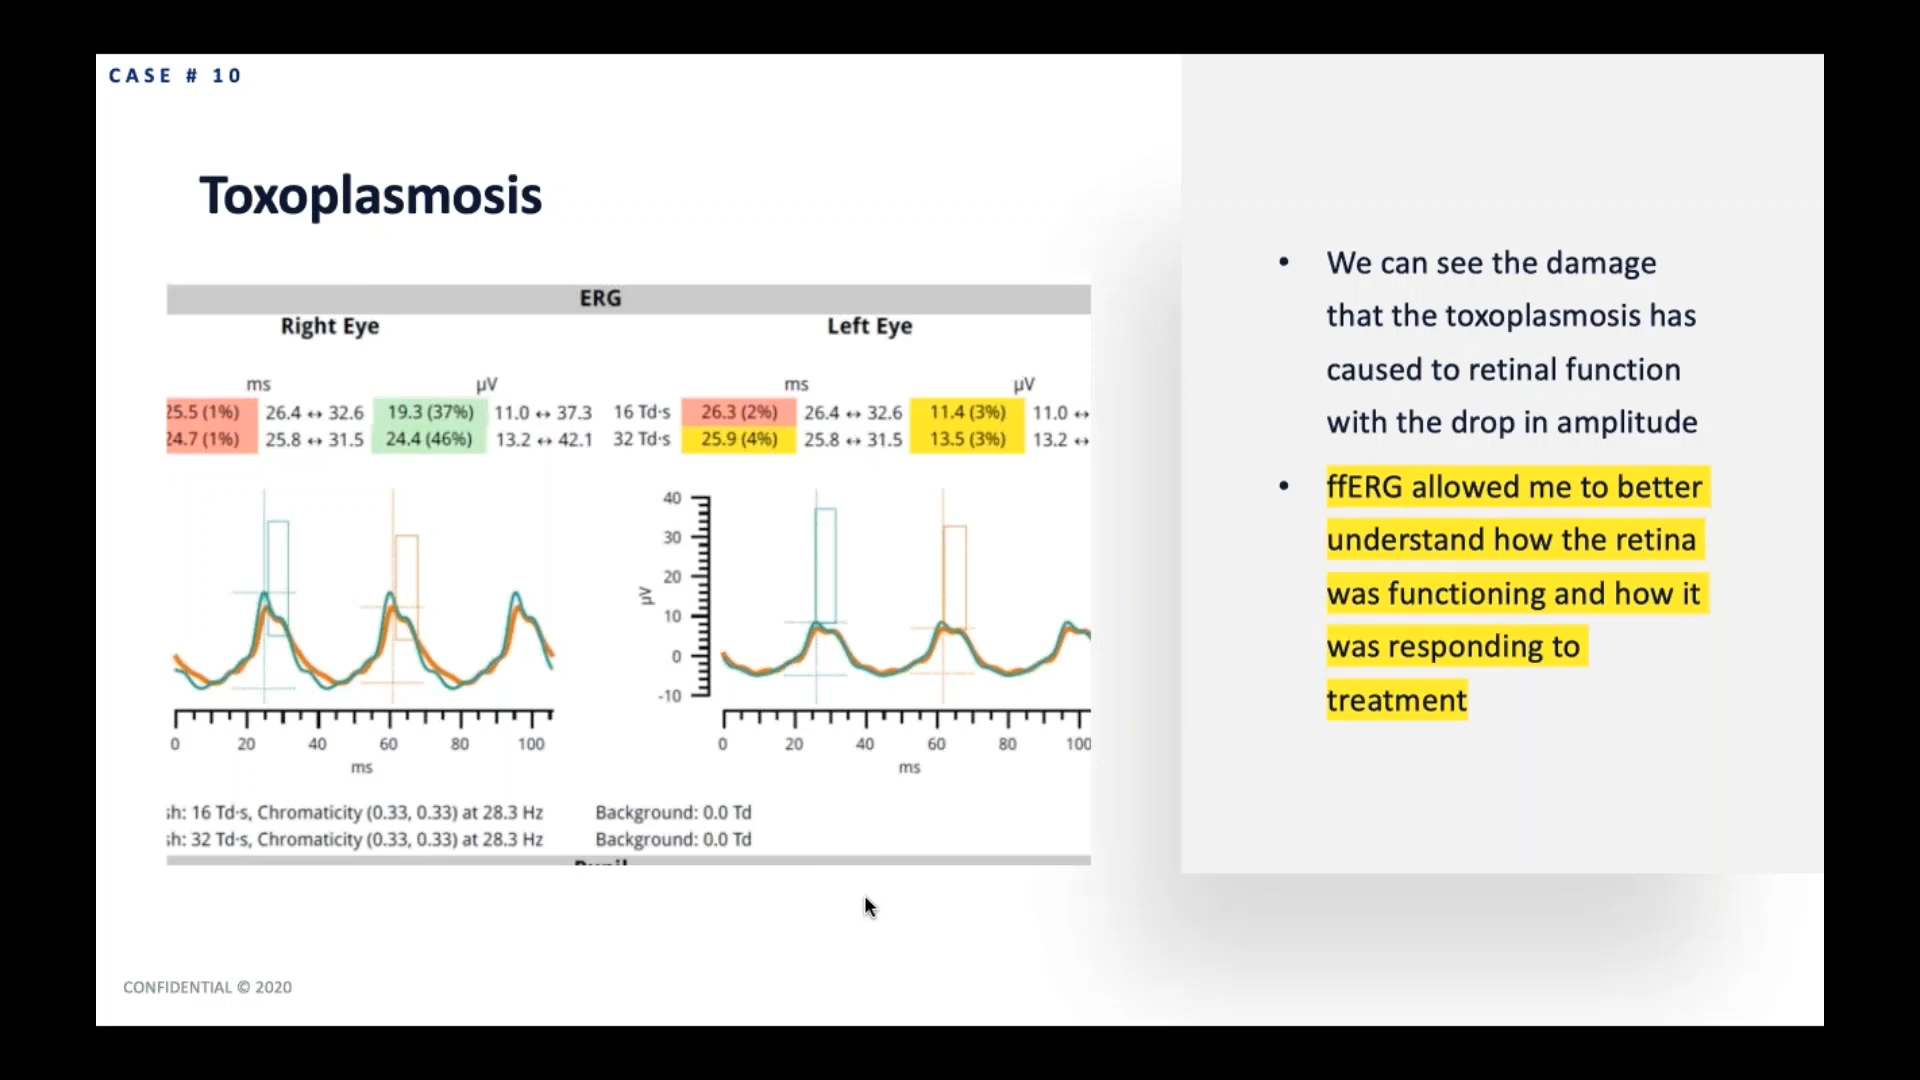 CASE # 10
Toxoplasmosis
ERG
Right Eye Left Eye
ms µV ms µV
25.5 (1%) 26.4 ↔ 32.6 19.3 (37%) 11.0 ↔ 37.3 16 Td·s 26.3 (2%) 26.4 ↔ 32.6 11.4 (3%) 11.0 ↔
24.7 (1%) 25.8 ↔ 31.5 24.4 (46%) 13.2 ↔ 42.1 32 Td·s 25.9 (4%) 25.8 ↔ 31.5 13.5 (3%) 13.2 ↔
40
30
20
10
0
-10
µV
0 20 40 60 80 100 0 20 40 60 80 100
ms ms
sh: 16 Td·s, Chromaticity (0.33, 0.33) at 28.3 Hz Background: 0.0 Td
sh: 32 Td·s, Chromaticity (0.33, 0.33) at 28.3 Hz Background: 0.0 Td
• We can see the damage
that the toxoplasmosis has
caused to retinal function
with the drop in amplitude
• ffERG allowed me to better
understand how the retina
was functioning and how it
was responding to
treatment
CONFIDENTIAL © 2020